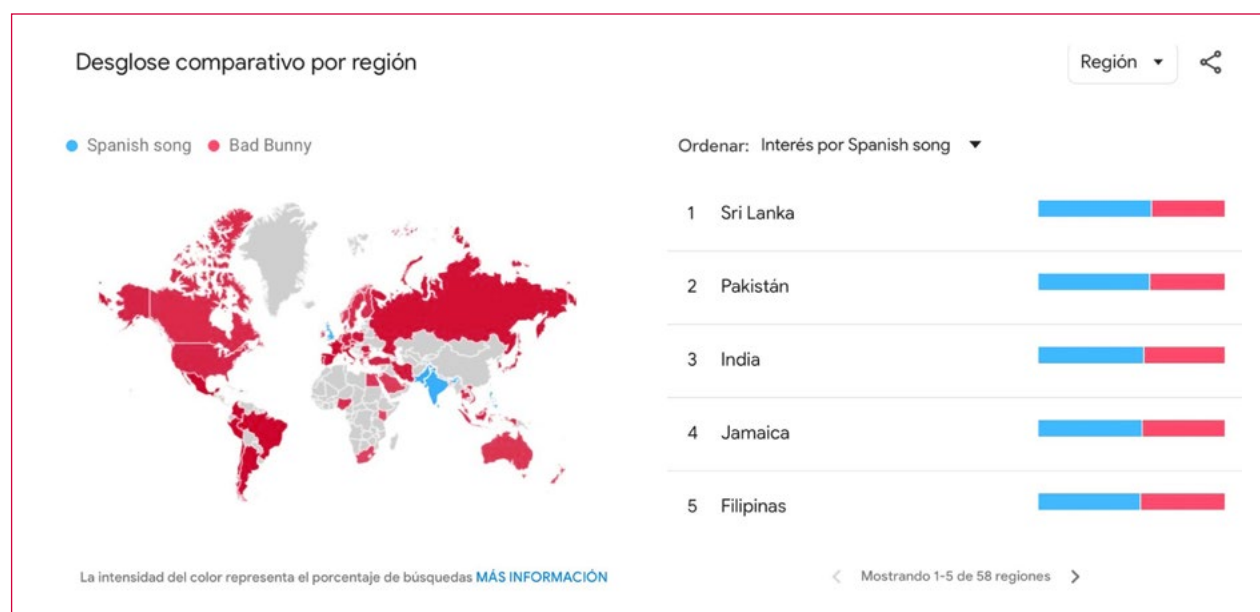 Desglose comparativo por región
Región
Spanish song
Bad Bunny
Ordenar: Interés por Spanish song
1 Sri Lanka
2 Pakistán
3 India
4 Jamaica
5 Filipinas
La intensidad del color representa el porcentaje de búsquedas MÁS INFORMACIÓN
Mostrando 1-5 de 58 regiones